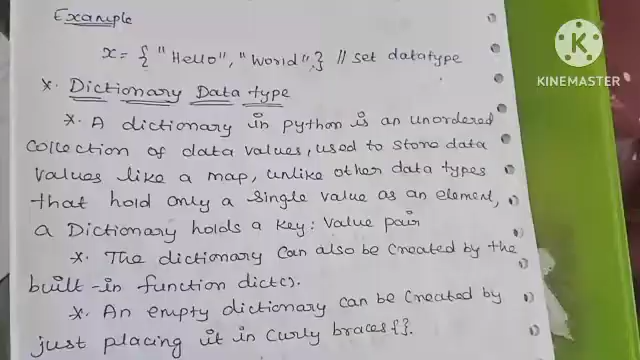 Example
x = { "Hello", "World", } // set datatype
*. Dictionary Data type
*. A dictionary in python is an unordered
collection of data values, used to store data
values like a map, unlike other data types
that hold only a single value as an element,
a Dictionary holds a key: value pair
*. The dictionary can also be created by the
built-in function dict().
*. An empty dictionary can be created by
just placing it in curly braces{}.
KINEMASTER